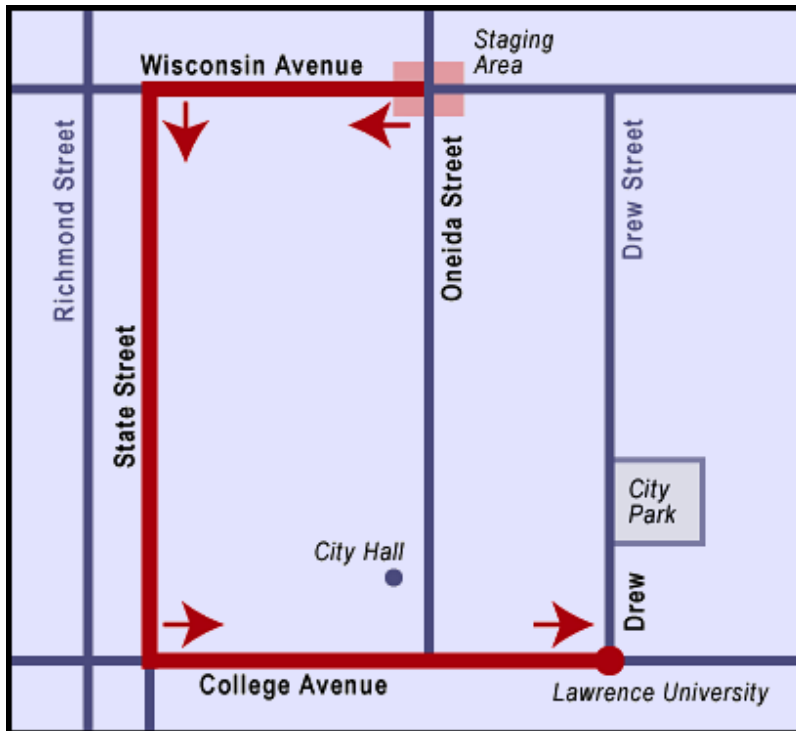 Staging
Area
Wisconsin Avenue
Richmond Street
Oneida Street
Drew Street
State Street
City
Park
City Hall
Drew
College Avenue
Lawrence University